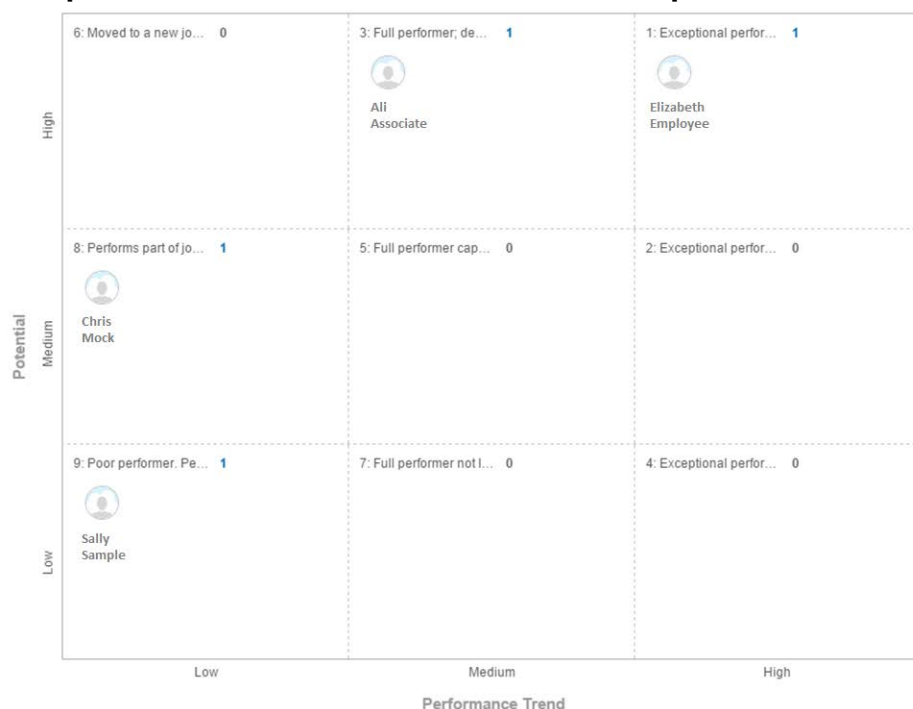 6: Moved to a new jo... 0
3: Full performer; de... 1
1: Exceptional perfor... 1
Ali
Associate
Elizabeth
Employee
High
8: Performs part of jo... 1
5: Full performer cap... 0
2: Exceptional perfor... 0
Chris
Mock
Potential
Medium
9: Poor performer. Pe... 1
7: Full performer not l... 0
4: Exceptional perfor... 0
Sally
Sample
Low
Low
Medium
High
Performance Trend